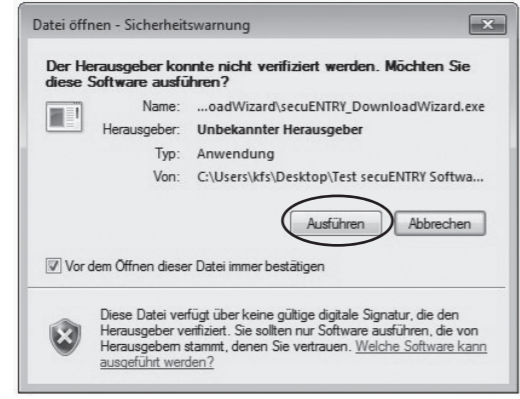 Datei öffnen - Sicherheitswarnung
Der Herausgeber konnte nicht verifiziert werden. Möchten Sie
diese Software ausführen?
Name: ...oadWizard\secuENTRY_DownloadWizard.exe
Herausgeber: Unbekannter Herausgeber
Typ: Anwendung
Von: C:\Users\kfs\Desktop\Test secuENTRY Softwa...
Ausführen Abbrechen
Vor dem Öffnen dieser Datei immer bestätigen
Diese Datei verfügt über keine gültige digitale Signatur, die den
Herausgeber verifiziert. Sie sollten nur Software ausführen, die von
Herausgebern stammt, denen Sie vertrauen. Welche Software kann
ausgeführt werden?